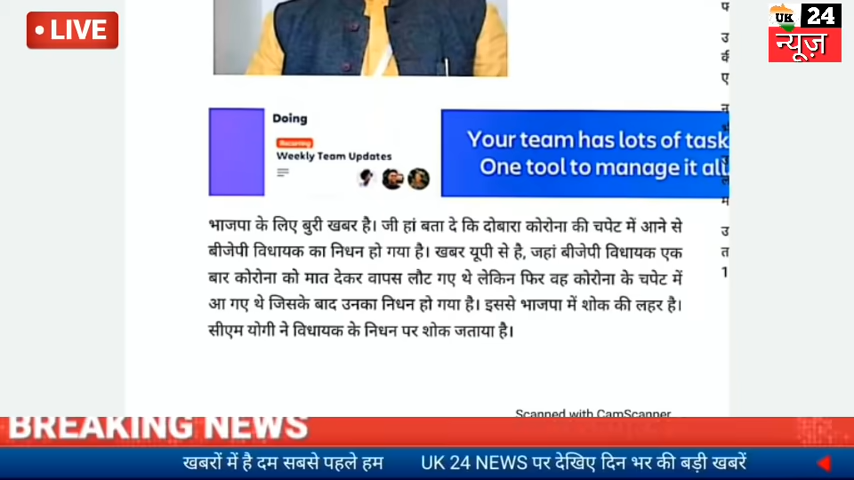 LIVE
UK 24
न्यूज़
Doing
Recurring
Weekly Team Updates
Your team has lots of task
One tool to manage it all
भाजपा के लिए बुरी खबर है। जी हां बता दे कि दोबारा कोरोना की चपेट में आने से
बीजेपी विधायक का निधन हो गया है। खबर यूपी से है, जहां बीजेपी विधायक एक
बार कोरोना को मात देकर वापस लौट गए थे लेकिन फिर वह कोरोना के चपेट में
आ गए थे जिसके बाद उनका निधन हो गया है। इससे भाजपा में शोक की लहर है।
सीएम योगी ने विधायक के निधन पर शोक जताया है।
Scanned with CamScanner
BREAKING NEWS
खबरों में है दम सबसे पहले हम UK 24 NEWS पर देखिए दिन भर की बड़ी खबरें